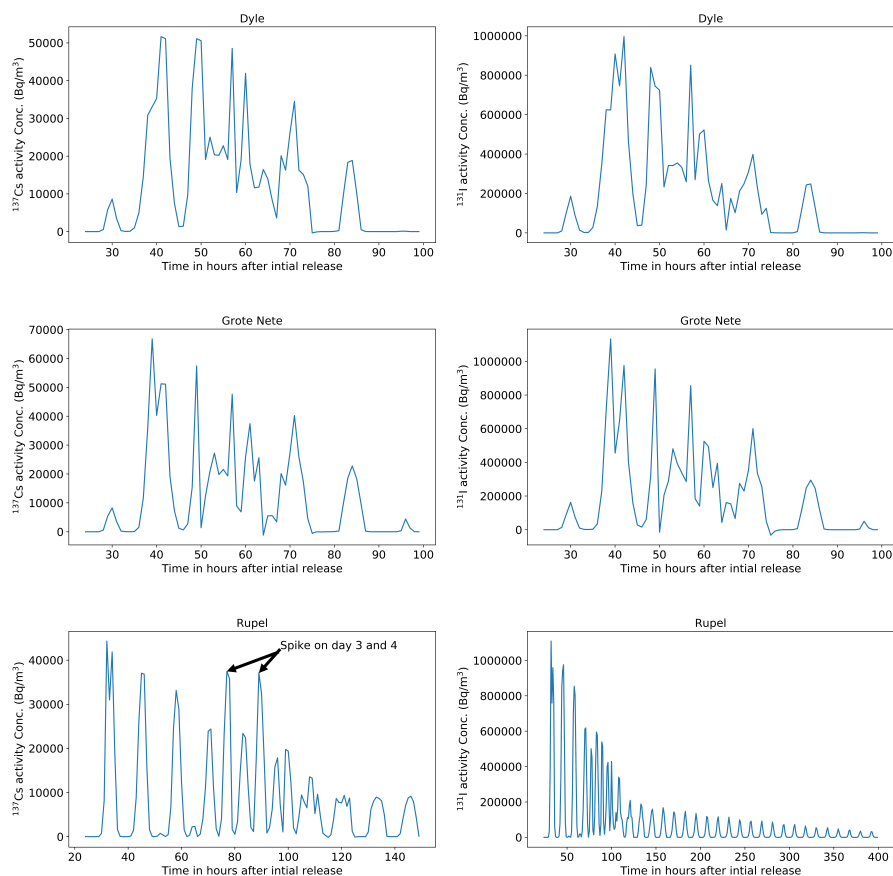 Dyle
¹³⁷Cs activity Conc. (Bq/m³)
50000
40000
30000
20000
10000
0
30 40 50 60 70 80 90 100
Time in hours after intial release
Dyle
¹³¹I activity Conc. (Bq/m³)
1000000
800000
600000
400000
200000
0
30 40 50 60 70 80 90 100
Time in hours after intial release
Grote Nete
¹³⁷Cs activity Conc. (Bq/m³)
70000
60000
50000
40000
30000
20000
10000
0
30 40 50 60 70 80 90 100
Time in hours after intial release
Grote Nete
¹³¹I activity Conc. (Bq/m³)
1000000
800000
600000
400000
200000
0
30 40 50 60 70 80 90 100
Time in hours after intial release
Rupel
Spike on day 3 and 4
¹³⁷Cs activity Conc. (Bq/m³)
40000
30000
20000
10000
0
20 40 60 80 100 120 140
Time in hours after intial release
Rupel
¹³¹I activity Conc. (Bq/m³)
1000000
800000
600000
400000
200000
0
50 100 150 200 250 300 350 400
Time in hours after intial release